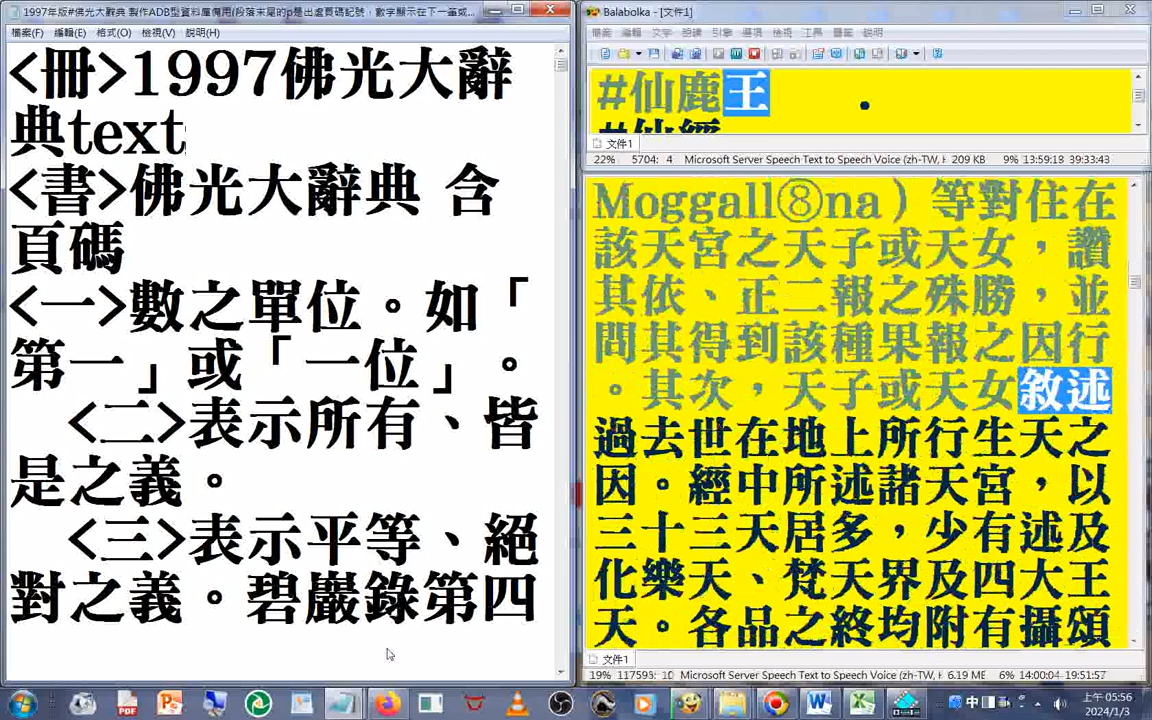 1997年版#佛光大辭典 製作ADB型資料庫備用(段落末尾的p是出處頁碼記號，數字顯示在下一筆或...
檔案(F) 編輯(E) 格式(O) 檢視(V) 說明(H)
<冊>1997佛光大辭
典text
<書>佛光大辭典 含
頁碼
<一>數之單位。如「
第一」或「一位」。
<二>表示所有、皆
是之義。
<三>表示平等、絕
對之義。碧巖錄第四
Balabolka - [文件1]
#仙鹿王
#仙經
文件1
22% 5704: 4 Microsoft Server Speech Text to Speech Voice (zh-TW, H 209 KB 9% 13:59:18 39:33:43
Moggall⑧na）等對住在
該天宮之天子或天女，讚
其依、正二報之殊勝，並
問其得到該種果報之因行
。其次，天子或天女敘述
過去世在地上所行生天之
因。經中所述諸天宮，以
三十三天居多，少有述及
化樂天、梵天界及四大王
天。各品之終均附有攝頌
文件1
19% 117593: 10 Microsoft Server Speech Text to Speech Voice (zh-TW, H 6.19 ME 6% 14:00:04 19:51:57
中
上午 05:56
2024/1/3